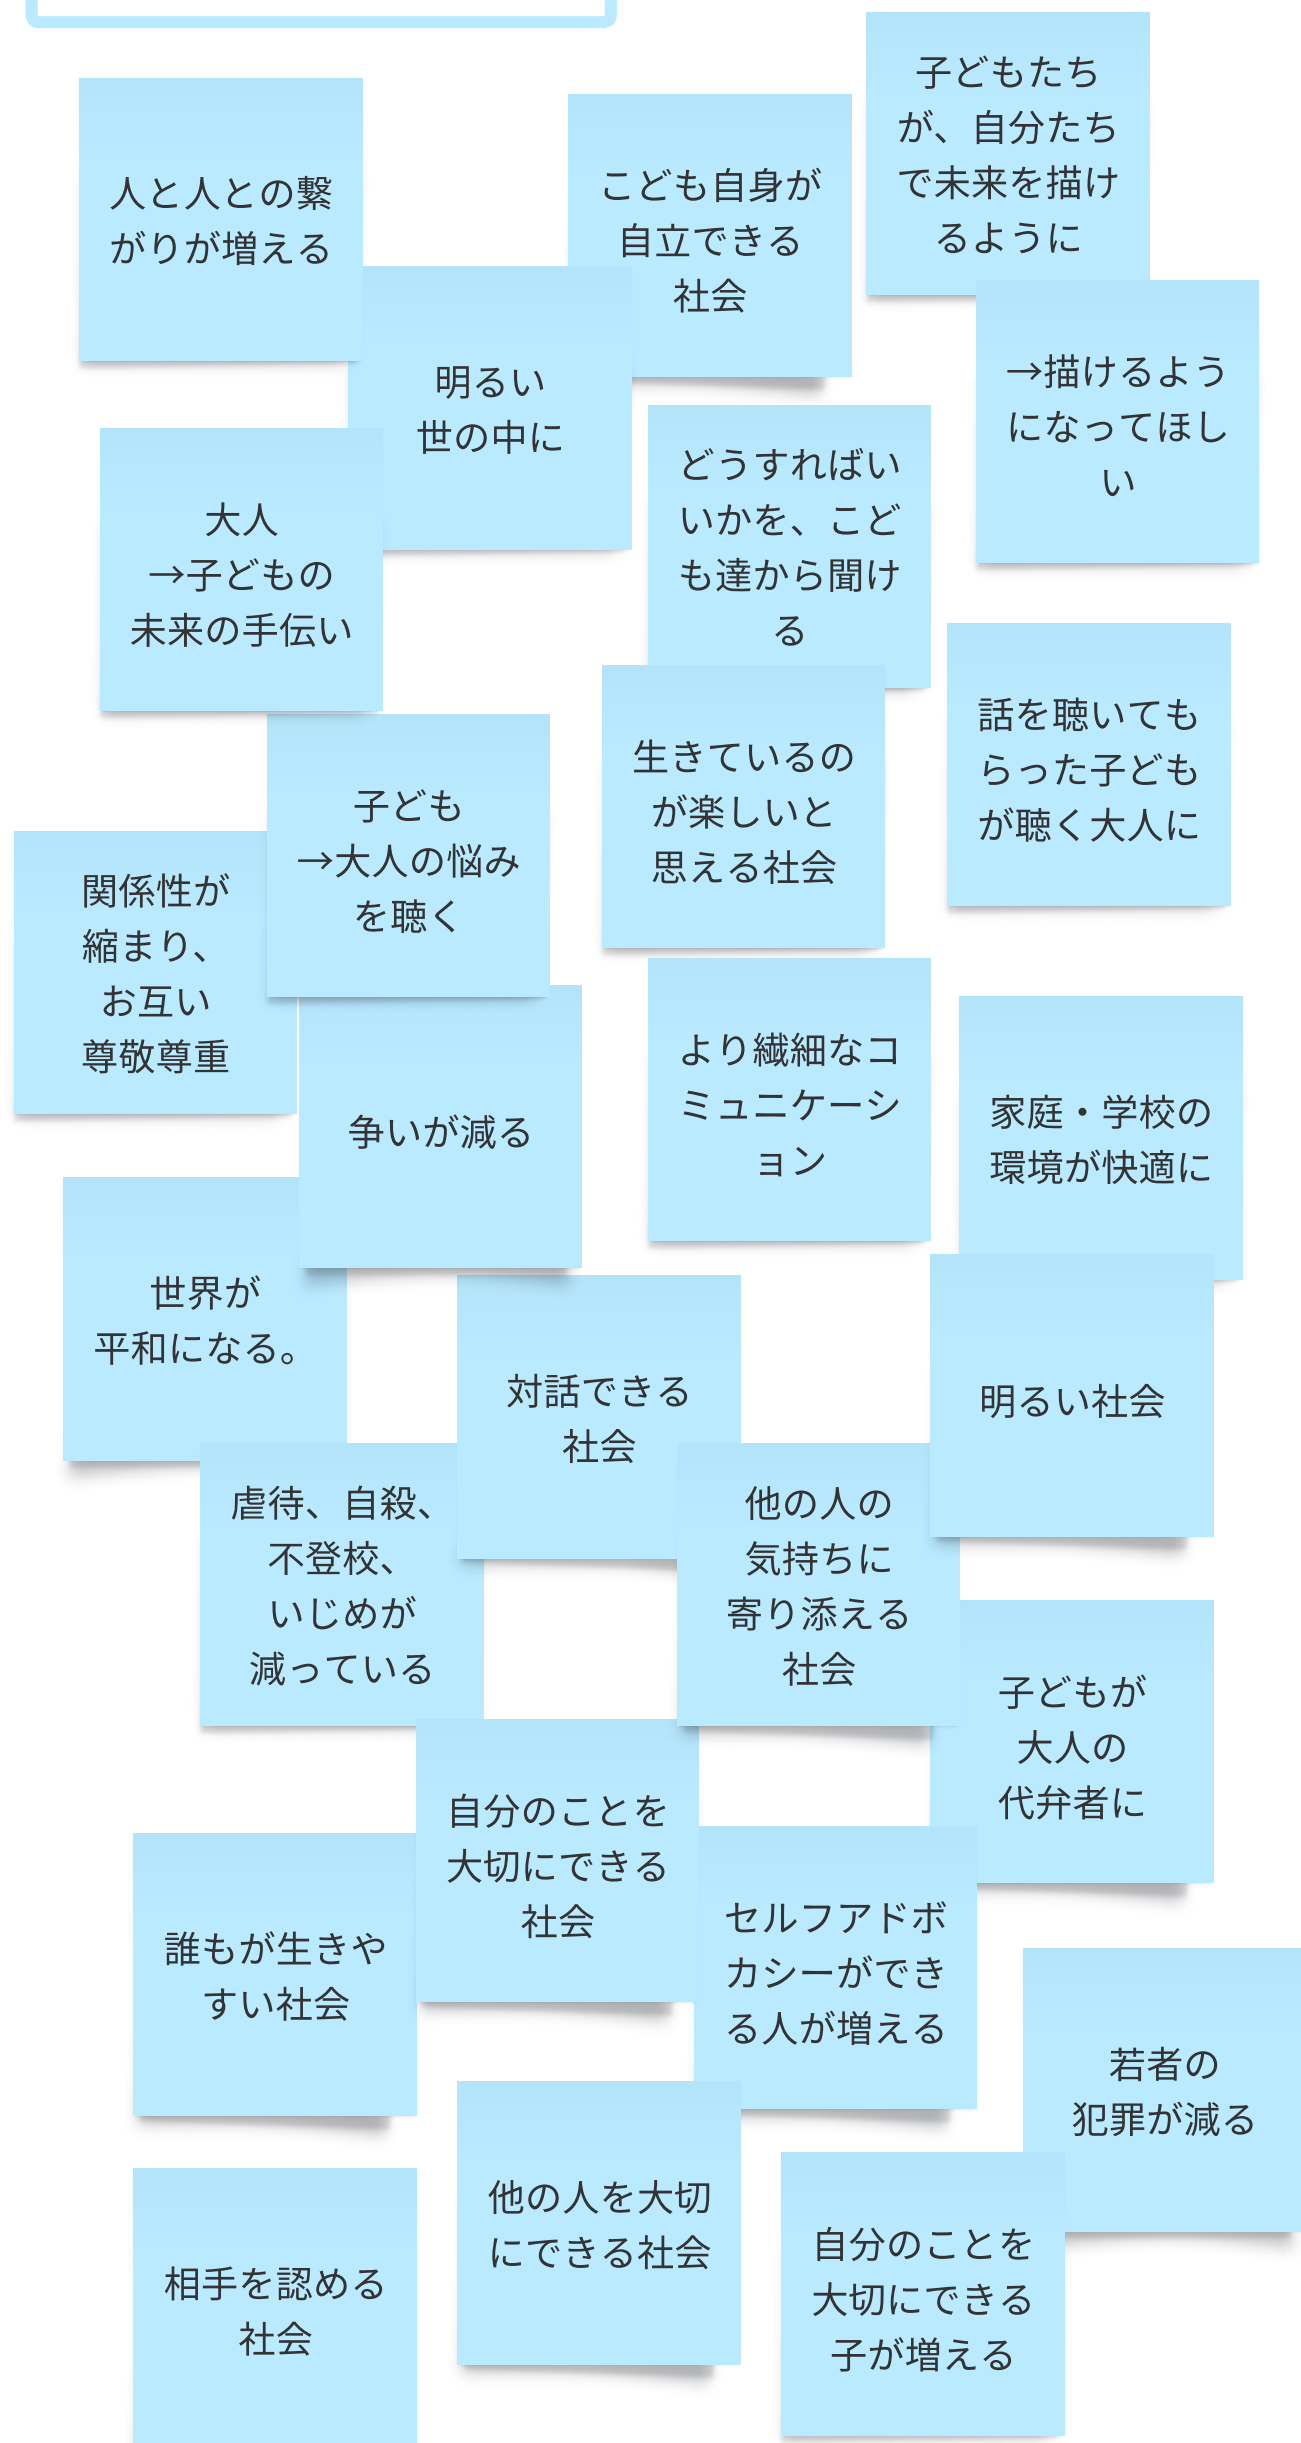 人と人との繋
がりが増える
こども自身が
自立できる
社会
子どもたち
が、自分たち
で未来を描け
るように
→描けるよう
になってほし
い
明るい
世の中に
大人
→子どもの
未来の手伝い
どうすればい
いかを、こど
も達から聞け
る
話を聴いても
らった子ども
が聴く大人に
生きているの
が楽しいと
思える社会
子ども
→大人の悩み
を聴く
関係性が
縮まり、
お互い
尊敬尊重
争いが減る
より繊細なコ
ミュニケーシ
ョン
家庭・学校の
環境が快適に
世界が
平和になる。
対話できる
社会
明るい社会
虐待、自殺、
不登校、
いじめが
減っている
他の人の
気持ちに
寄り添える
社会
子どもが
大人の
代弁者に
自分のことを
大切にできる
社会
誰もが生きや
すい社会
セルフアドボ
カシーができ
る人が増える
若者の
犯罪が減る
他の人を大切
にできる社会
相手を認める
社会
自分のことを
大切にできる
子が増える